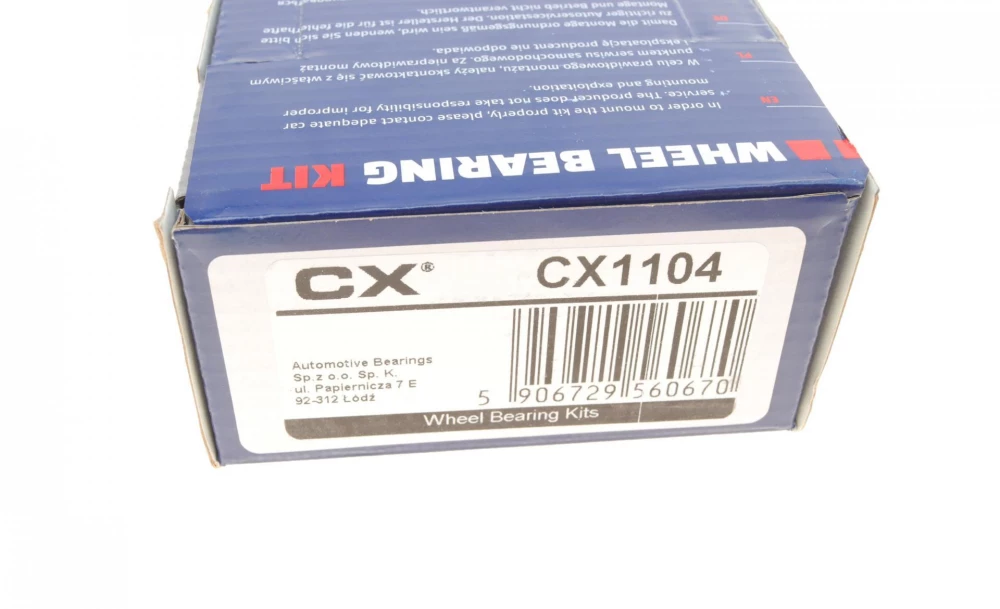 WHEEL BEARING KIT
EN
In order to mount the kit properly, please contact adequate car
service. The producer does not take responsibility for improper
mounting and exploitation.
PL
W celu prawidłowego montażu, należy skontaktować się z właściwym
punktem serwisu samochodowego. Za nieprawidłowy montaż
i eksploatację producent nie odpowiada.
DE
Damit die Montage ordnungsgemäß sein wird, wenden Sie sich bitte
zu richtiger Autoservicestation. Der Hersteller ist für die fehlerhafte
Montage und Betrieb nicht verantwortlich.
CX® CX1104
Automotive Bearings
Sp.z o.o. Sp. K.
ul. Papiernicza 7 E
92-312 Łódź
5 906729 560670
Wheel Bearing Kits